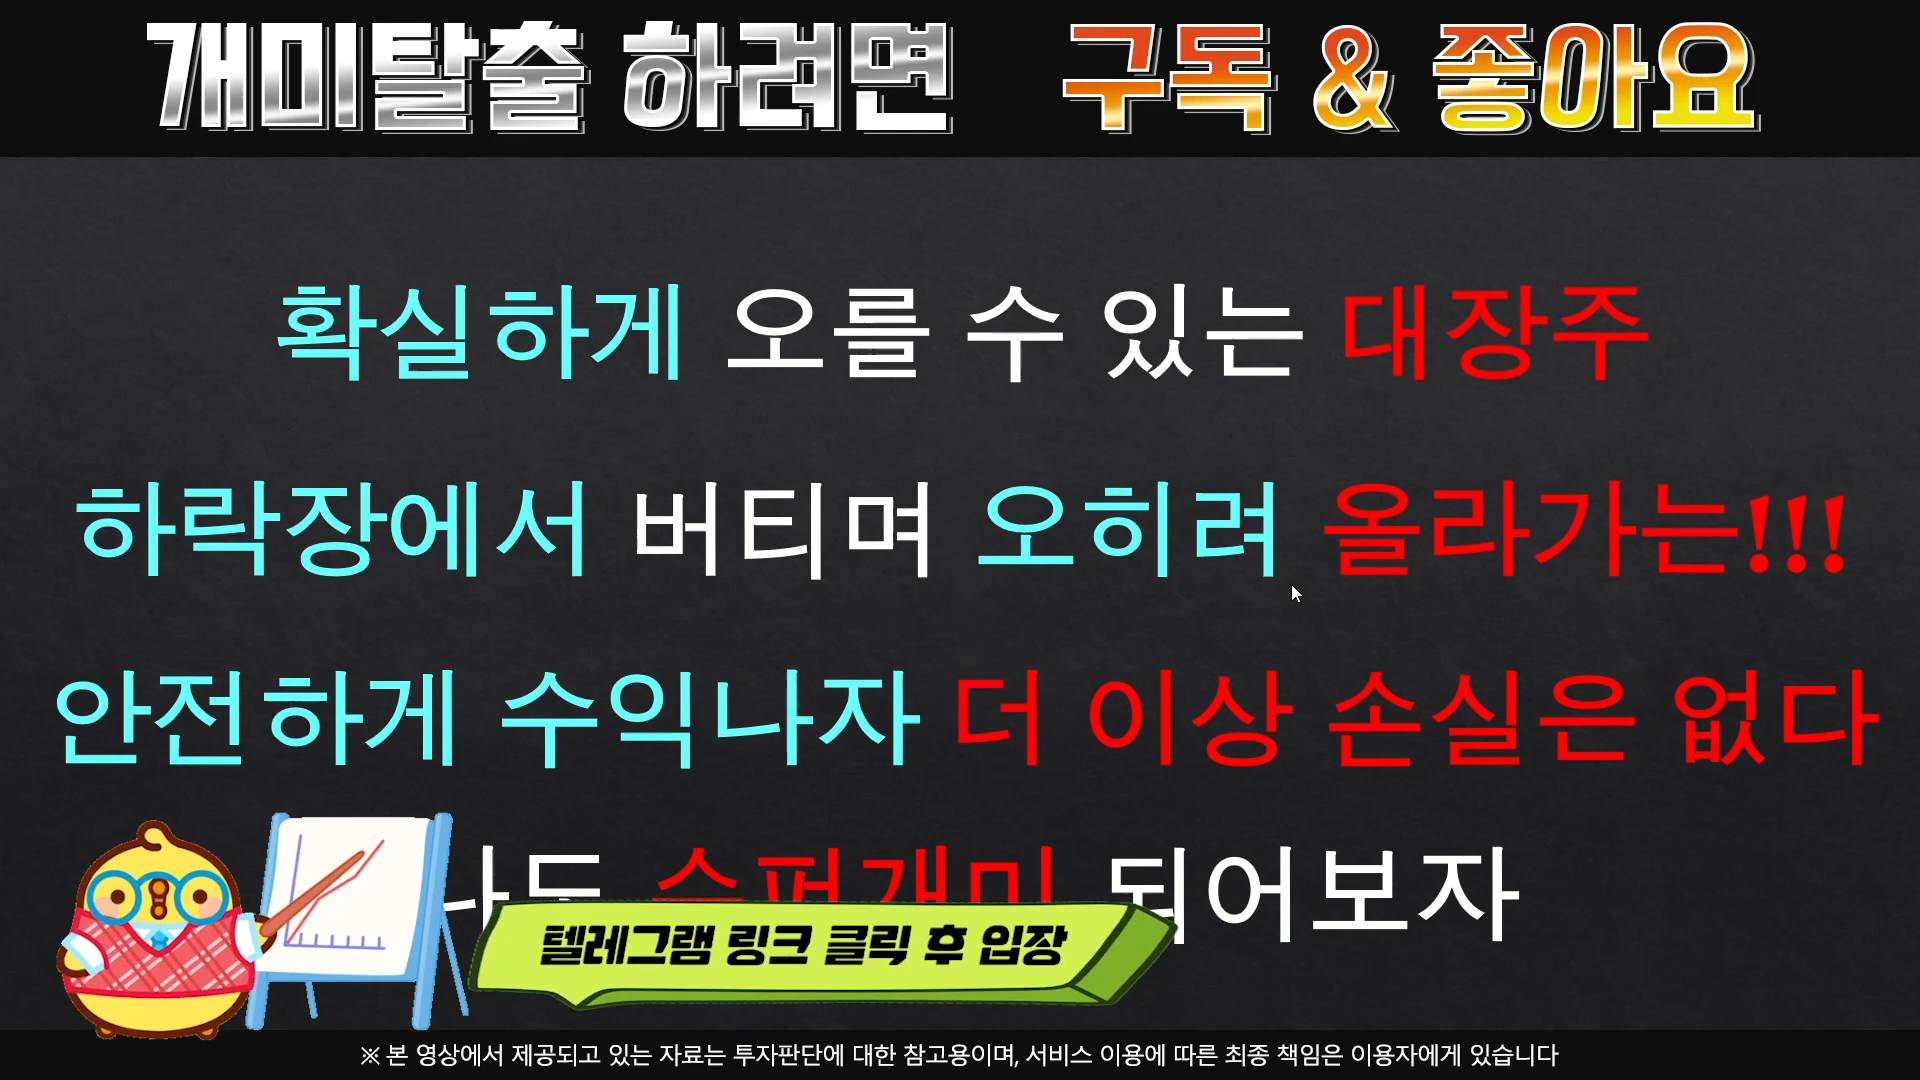 개미탈출 하려면 구독 & 좋아요
확실하게 오를 수 있는 대장주
하락장에서 버티며 오히려 올라가는!!!
안전하게 수익나자 더 이상 손실은 없다
나도 슈퍼개미 되어보자
텔레그램 링크 클릭 후 입장
※ 본 영상에서 제공되고 있는 자료는 투자판단에 대한 참고용이며, 서비스 이용에 따른 최종 책임은 이용자에게 있습니다